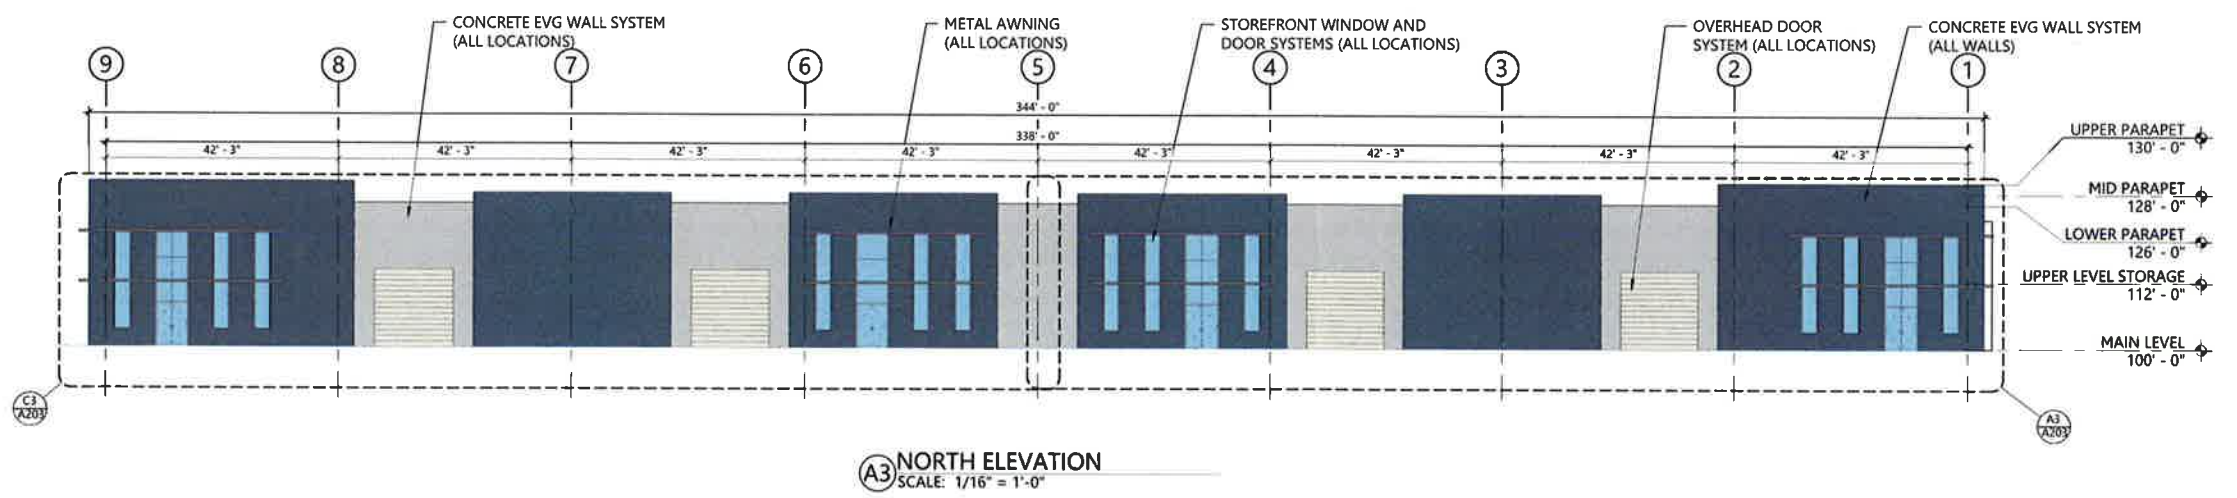 CONCRETE EVG WALL SYSTEM
(ALL LOCATIONS)
METAL AWNING
(ALL LOCATIONS)
STOREFRONT WINDOW AND
DOOR SYSTEMS (ALL LOCATIONS)
OVERHEAD DOOR
SYSTEM (ALL LOCATIONS)
CONCRETE EVG WALL SYSTEM
(ALL WALLS)
9
8
7
6
5
4
3
2
1
344' - 0"
338' - 0"
42' - 3"
42' - 3"
42' - 3"
42' - 3"
42' - 3"
42' - 3"
42' - 3"
42' - 3"
UPPER PARAPET
130' - 0"
MID PARAPET
128' - 0"
LOWER PARAPET
126' - 0"
UPPER LEVEL STORAGE
112' - 0"
MAIN LEVEL
100' - 0"
C3
A203
A3
A203
A3 NORTH ELEVATION
SCALE: 1/16" = 1'-0"